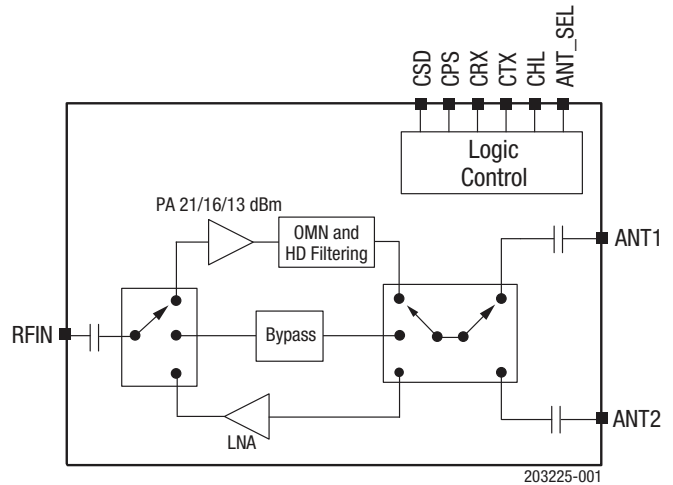 CSD
CPS
CRX
CTX
CHL
ANT_SEL
Logic
Control
PA 21/16/13 dBm
OMN and
HD Filtering
ANT1
RFIN
Bypass
LNA
ANT2
203225-001